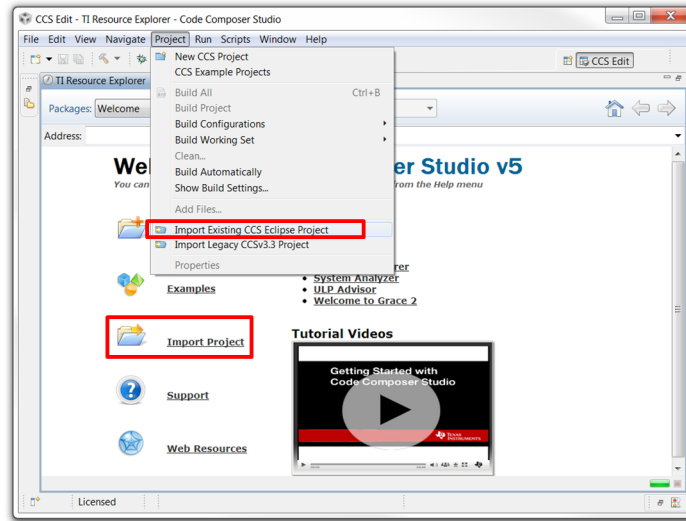 CCS Edit - TI Resource Explorer - Code Composer Studio
File Edit View Navigate Project Run Scripts Window Help
CCS Edit
TI Resource Explorer
Packages: Welcome
Address:
New CCS Project
CCS Example Projects
Build All Ctrl+B
Build Project
Build Configurations
Build Working Set
Clean...
Build Automatically
Show Build Settings...
Add Files...
Import Existing CCS Eclipse Project
Import Legacy CCSv3.3 Project
Properties
Wel er Studio v5
You can from the Help menu
rer
System Analyzer
ULP Advisor
Welcome to Grace 2
Examples
Import Project
Support
Web Resources
Tutorial Videos
Getting Started with
Code Composer Studio
TEXAS
INSTRUMENTS
Licensed